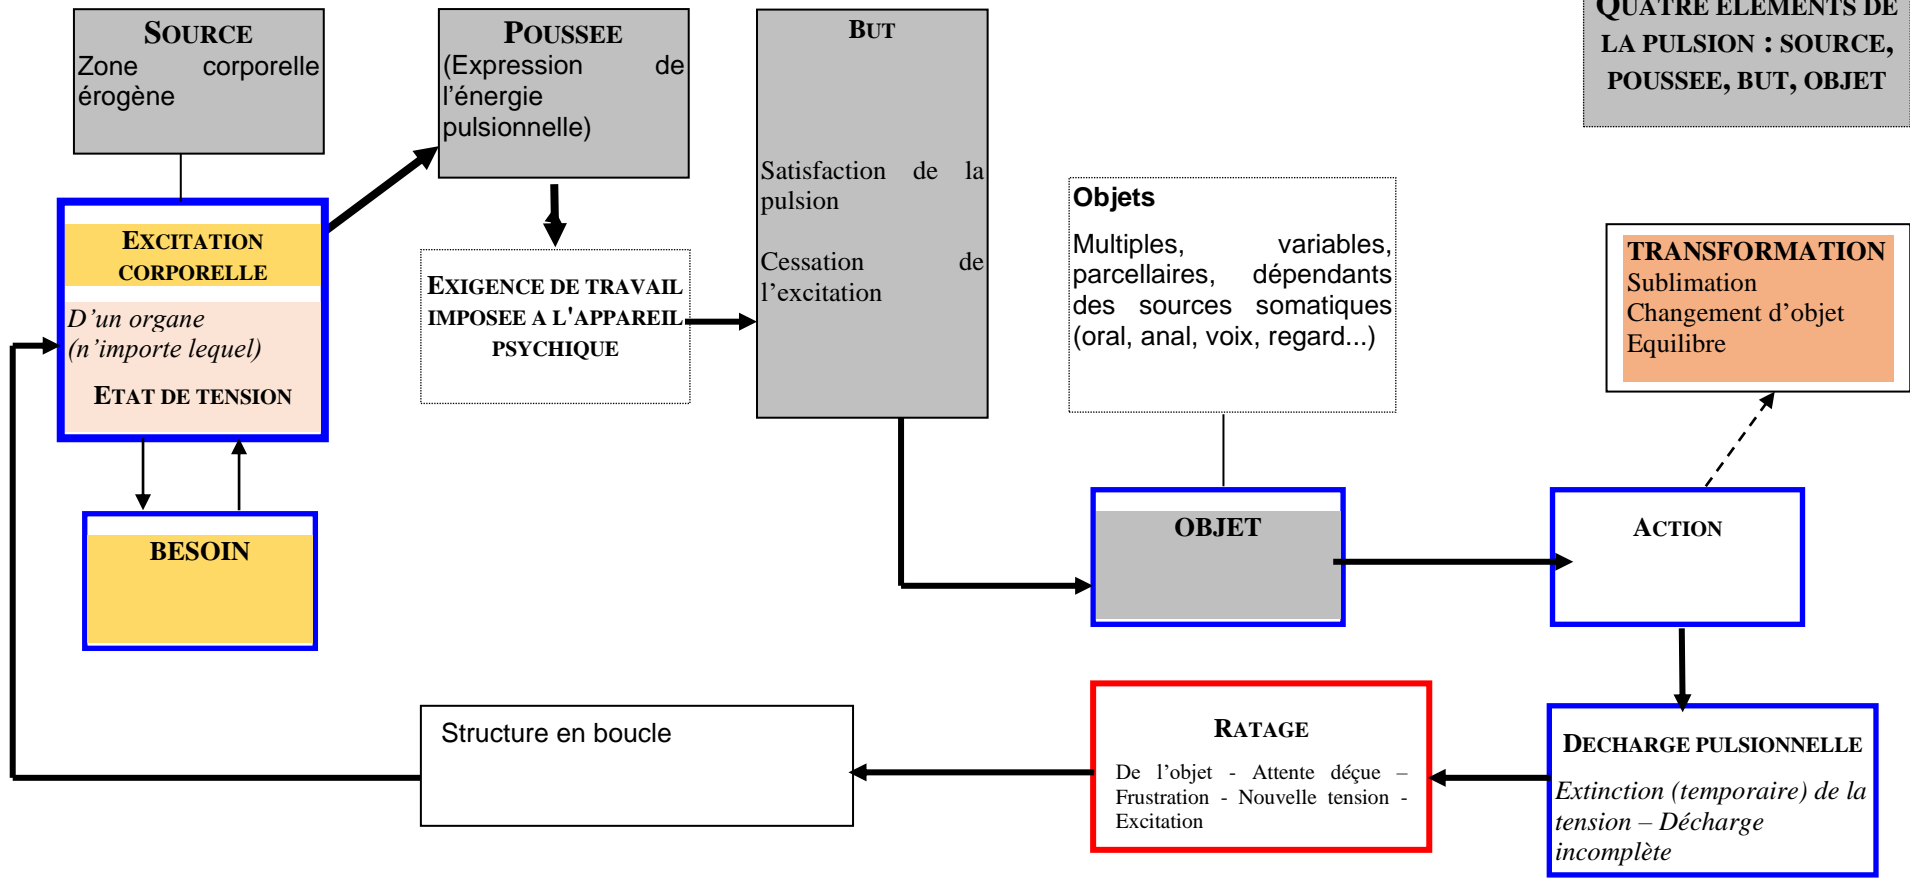 SOURCE
Zone corporelle
érogène
POUSSEE
(Expression de
l’énergie
pulsionnelle)
BUT
Satisfaction de la
pulsion
Cessation de
l’excitation
QUATRE ELEMENTS DE
LA PULSION : SOURCE,
POUSSEE, BUT, OBJET
EXCITATION
CORPORELLE
D’un organe
(n’importe lequel)
ETAT DE TENSION
EXIGENCE DE TRAVAIL
IMPOSEE A L'APPAREIL
PSYCHIQUE
Objets
Multiples, variables,
parcellaires, dépendants
des sources somatiques
(oral, anal, voix, regard...)
TRANSFORMATION
Sublimation
Changement d’objet
Equilibre
BESOIN
OBJET
ACTION
Structure en boucle
RATAGE
De l’objet - Attente déçue –
Frustration - Nouvelle tension -
Excitation
DECHARGE PULSIONNELLE
Extinction (temporaire) de la
tension – Décharge
incomplète